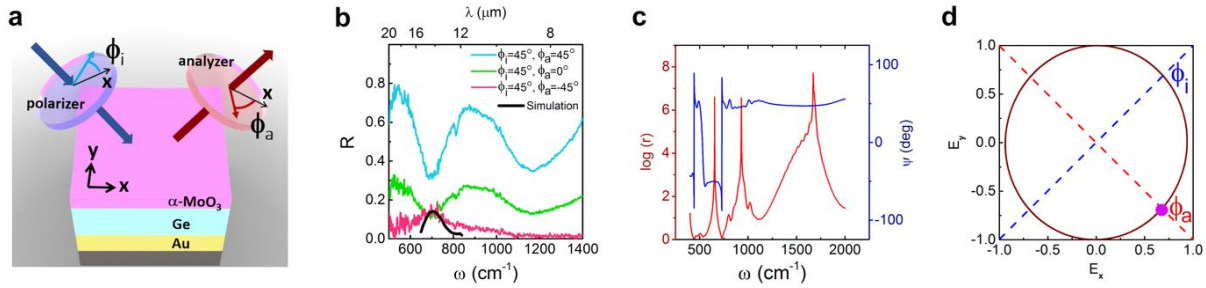 a
polarizer
ϕi
x
analyzer
x
ϕa
y
x
α-MoO3
Ge
Au
b
λ (μm)
20 16 12 8
ϕi=45°, ϕa=45°
ϕi=45°, ϕa=0°
ϕi=45°, ϕa=-45°
Simulation
R
1.0
0.8
0.6
0.4
0.2
0.0
600 800 1000 1200 1400
ω (cm-1)
c
log (r)
8
6
4
2
0
ψ (deg)
100
0
-100
500 1000 1500 2000
ω (cm-1)
d
Ey
1.0
0.5
0.0
-0.5
-1.0
ϕi
ϕa
-1.0 -0.5 0.0 0.5 1.0
Ex